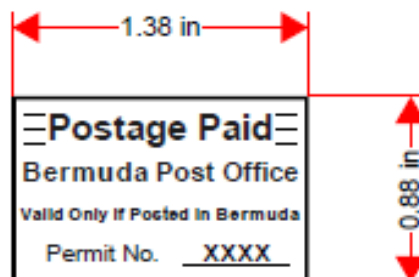 1.38 in
Postage Paid
Bermuda Post Office
Valid Only If Posted In Bermuda
Permit No. XXXX
0.88 in